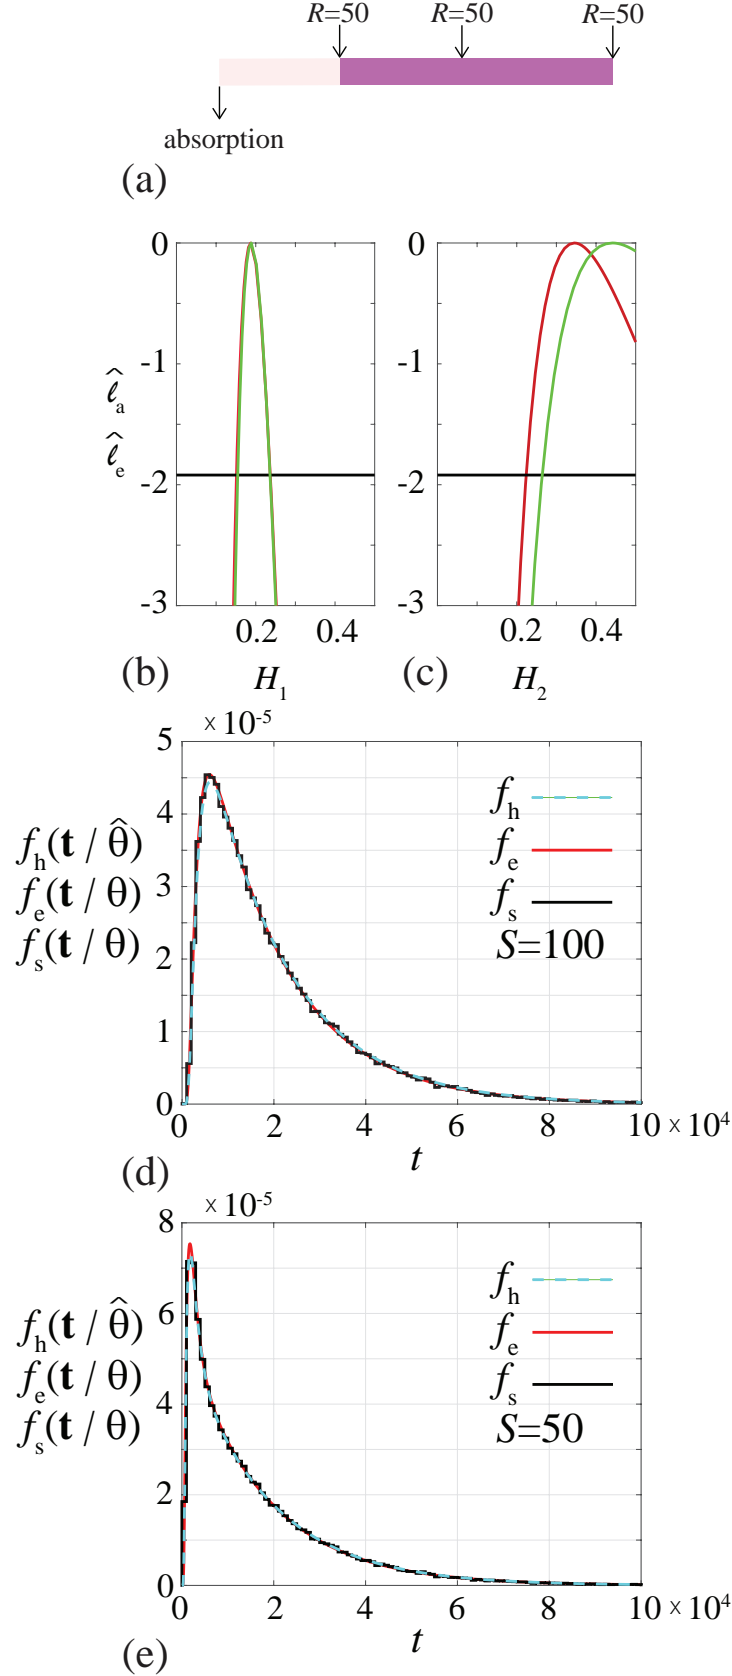 R=50 R=50 R=50
absorption
(a)
0 0
-1 -1
ℓ̂a
ℓ̂e
-2 -2
-3 -3
0.2 0.4 0.2 0.4
(b) H1 (c) H2
× 10-5
5
4
3
2
1
0
fh(t / θ̂)
fe(t / θ)
fs(t / θ)
fh
fe
fs
S=100
0 2 4 6 8 10 × 104
t
(d)
× 10-5
8
6
4
2
0
fh(t / θ̂)
fe(t / θ)
fs(t / θ)
fh
fe
fs
S=50
0 2 4 6 8 10 × 104
t
(e)